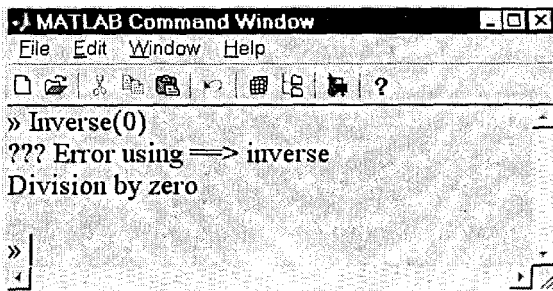 MATLAB Command Window
File Edit Window Help
?
» Inverse(0)
??? Error using ==> inverse
Division by zero
»